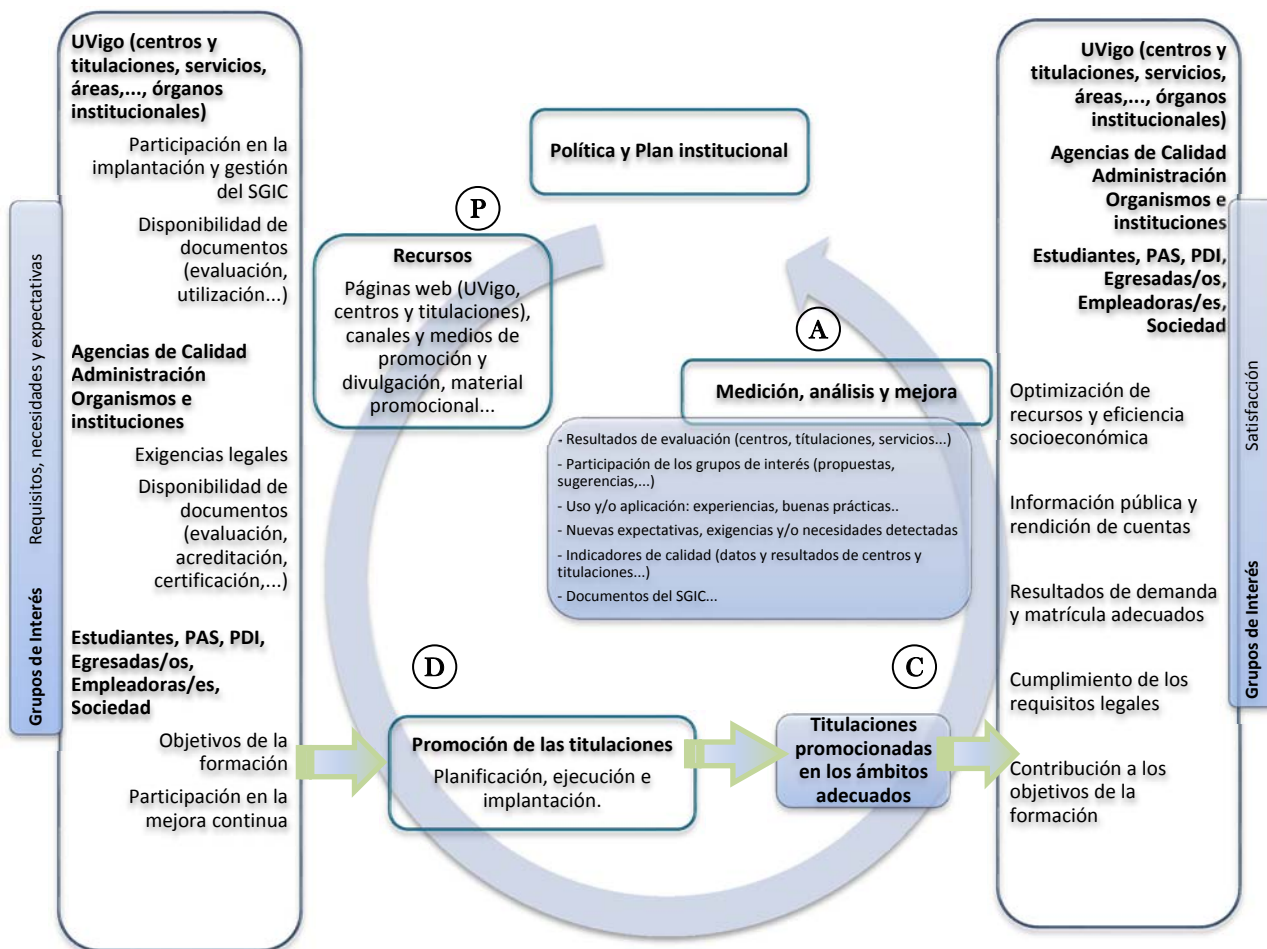 Grupos de Interés Requisitos, necesidades y expectativas
UVigo (centros y
titulaciones, servicios,
áreas,..., órganos
institucionales)
Participación en la
implantación y gestión
del SGIC
Disponibilidad de
documentos
(evaluación,
utilización...)
Agencias de Calidad
Administración
Organismos e
instituciones
Exigencias legales
Disponibilidad de
documentos
(evaluación,
acreditación,
certificación,...)
Estudiantes, PAS, PDI,
Egresadas/os,
Empleadoras/es,
Sociedad
Objetivos de la
formación
Participación en la
mejora continua
Política y Plan institucional
P
Recursos
Páginas web (UVigo,
centros y titulaciones),
canales y medios de
promoción y
divulgación, material
promocional...
A
Medición, análisis y mejora
- Resultados de evaluación (centros, títulaciones, servicios...)
- Participación de los grupos de interés (propuestas,
sugerencias,...)
- Uso y/o aplicación: experiencias, buenas prácticas..
- Nuevas expectativas, exigencias y/o necesidades detectadas
- Indicadores de calidad (datos y resultados de centros y
titulaciones...)
- Documentos del SGIC...
D
Promoción de las titulaciones
Planificación, ejecución e
implantación.
C
Titulaciones
promocionadas
en los ámbitos
adecuados
UVigo (centros y
titulaciones, servicios,
áreas,..., órganos
institucionales)
Agencias de Calidad
Administración
Organismos e
instituciones
Estudiantes, PAS, PDI,
Egresadas/os,
Empleadoras/es,
Sociedad
Optimización de
recursos y eficiencia
socioeconómica
Información pública y
rendición de cuentas
Resultados de demanda
y matrícula adecuados
Cumplimiento de los
requisitos legales
Contribución a los
objetivos de la
formación
Grupos de Interés Satisfacción